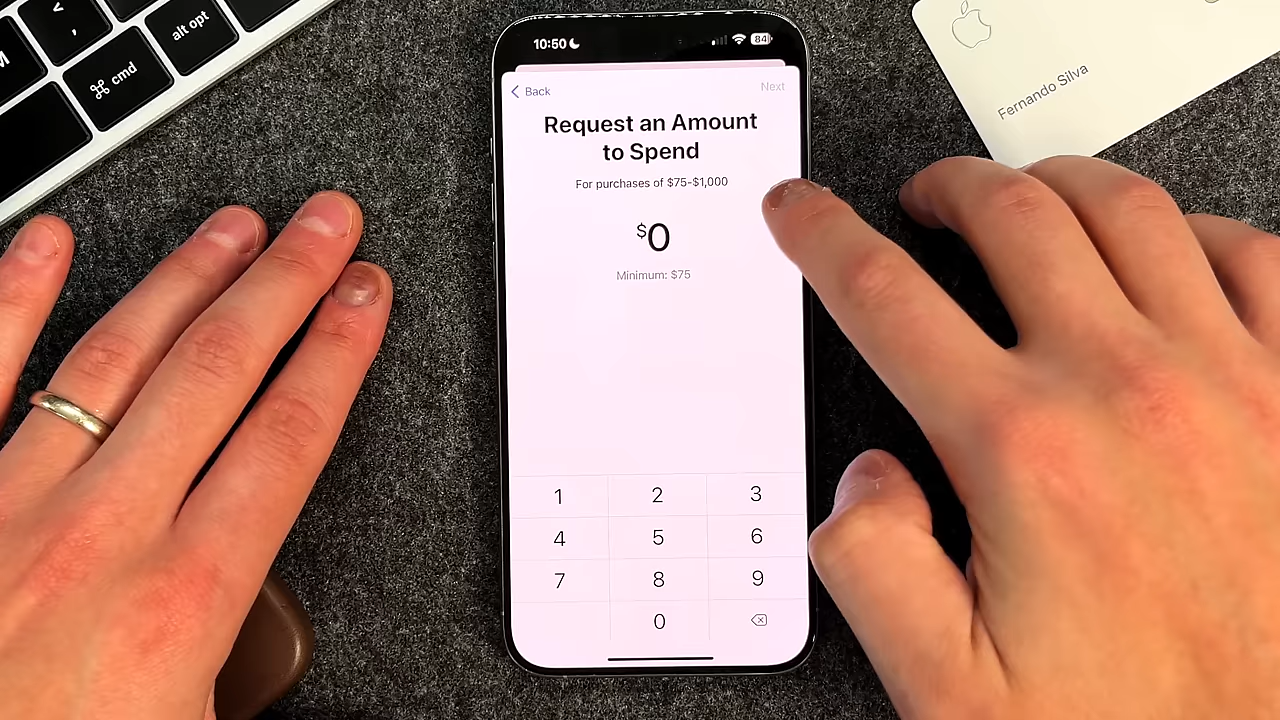 M
<
,
alt opt
⌘ cmd
10:50
84
Back
Next
Request an Amount
to Spend
For purchases of $75-$1,000
$0
Minimum: $75
1 2 3
4 5 6
7 8 9
0
Fernando Silva